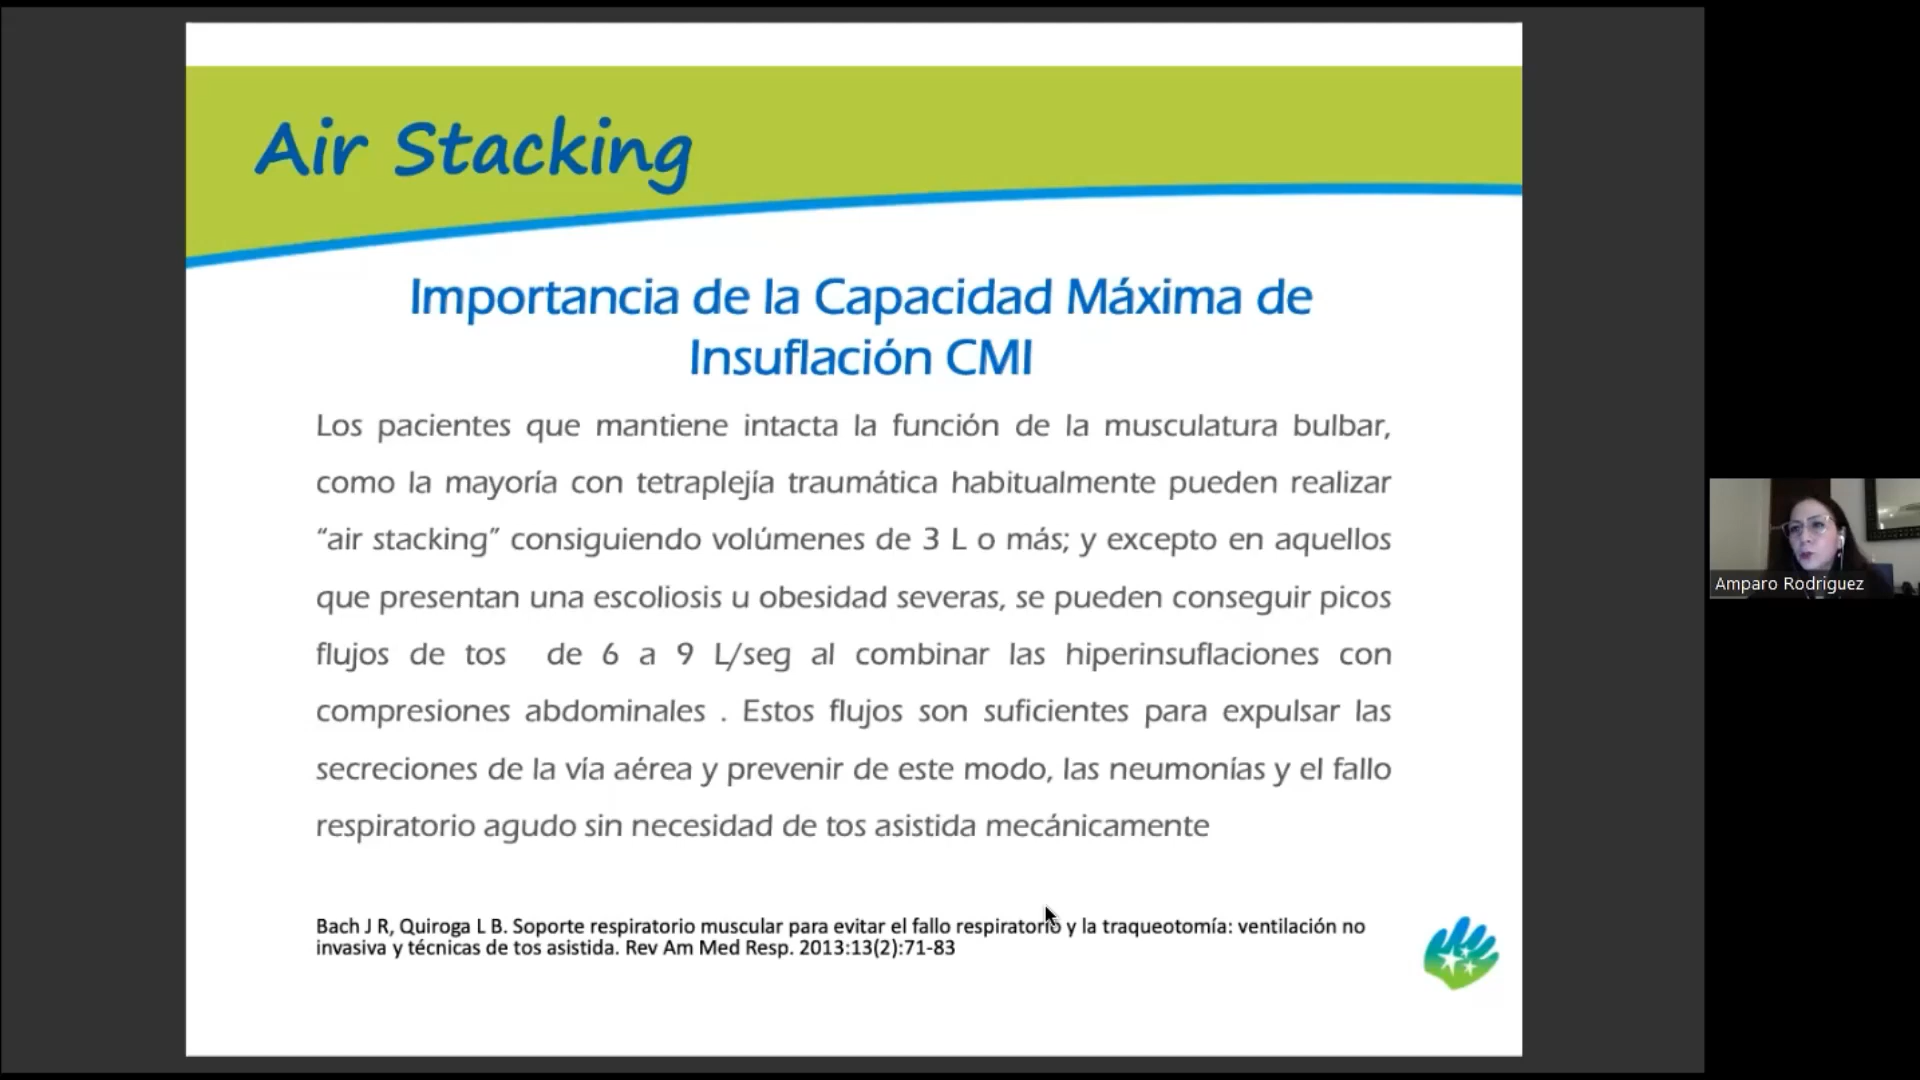 Air Stacking
Importancia de la Capacidad Máxima de
Insuflación CMI
Los pacientes que mantiene intacta la función de la musculatura bulbar,
como la mayoría con tetraplejía traumática habitualmente pueden realizar
“air stacking” consiguiendo volúmenes de 3 L o más; y excepto en aquellos
que presentan una escoliosis u obesidad severas, se pueden conseguir picos
flujos de tos de 6 a 9 L/seg al combinar las hiperinsuflaciones con
compresiones abdominales . Estos flujos son suficientes para expulsar las
secreciones de la vía aérea y prevenir de este modo, las neumonías y el fallo
respiratorio agudo sin necesidad de tos asistida mecánicamente
Bach J R, Quiroga L B. Soporte respiratorio muscular para evitar el fallo respiratorio y la traqueotomía: ventilación no
invasiva y técnicas de tos asistida. Rev Am Med Resp. 2013:13(2):71-83
Amparo Rodriguez